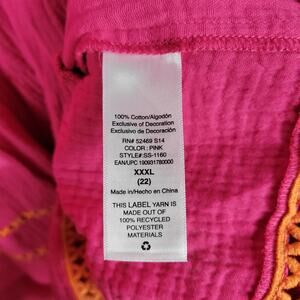 100% Cotton/Algodón
Exclusive of Decoration
Exclusivo de Decoración
RN# 52469 S14
COLOR : PINK
STYLE#:SS-1160
EAN/UPC 190931780000
XXXL
(22)
Made in/Hecho en China
THIS LABEL YARN IS
MADE OUT OF
100% RECYCLED
POLYESTER
MATERIALS